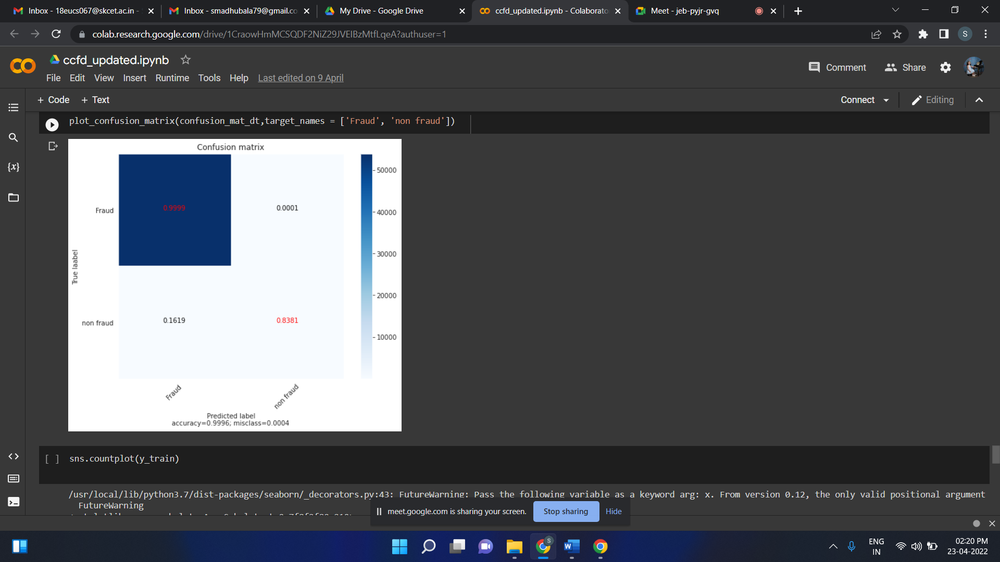 Inbox - 18eucs067@skcet.ac.in -
Inbox - smadhubala79@gmail.co
My Drive - Google Drive
ccfd_updated.ipynb - Colaborato
Meet - jeb-pyjr-gvq
colab.research.google.com/drive/1CraowHmMCSQDF2NiZ29JVEIBzMtfLqeA?authuser=1
S
ccfd_updated.ipynb
Comment
Share
File Edit View Insert Runtime Tools Help Last edited on 9 April
+ Code + Text
Connect
Editing
plot_confusion_matrix(confusion_mat_dt,target_names = ['Fraud', 'non fraud'])
{x}
Confusion matrix
50000
40000
30000
20000
10000
Fraud
0.9999
0.0001
True laabel
non fraud
0.1619
0.8381
Fraud
non fraud
Predicted label
accuracy=0.9996; misclass=0.0004
[ ] sns.countplot(y_train)
/usr/local/lib/python3.7/dist-packages/seaborn/_decorators.py:43: FutureWarning: Pass the following variable as a keyword arg: x. From version 0.12, the only valid positional argument
FutureWarning
meet.google.com is sharing your screen.
Stop sharing
Hide
S
W
ENG
IN
02:20 PM
23-04-2022